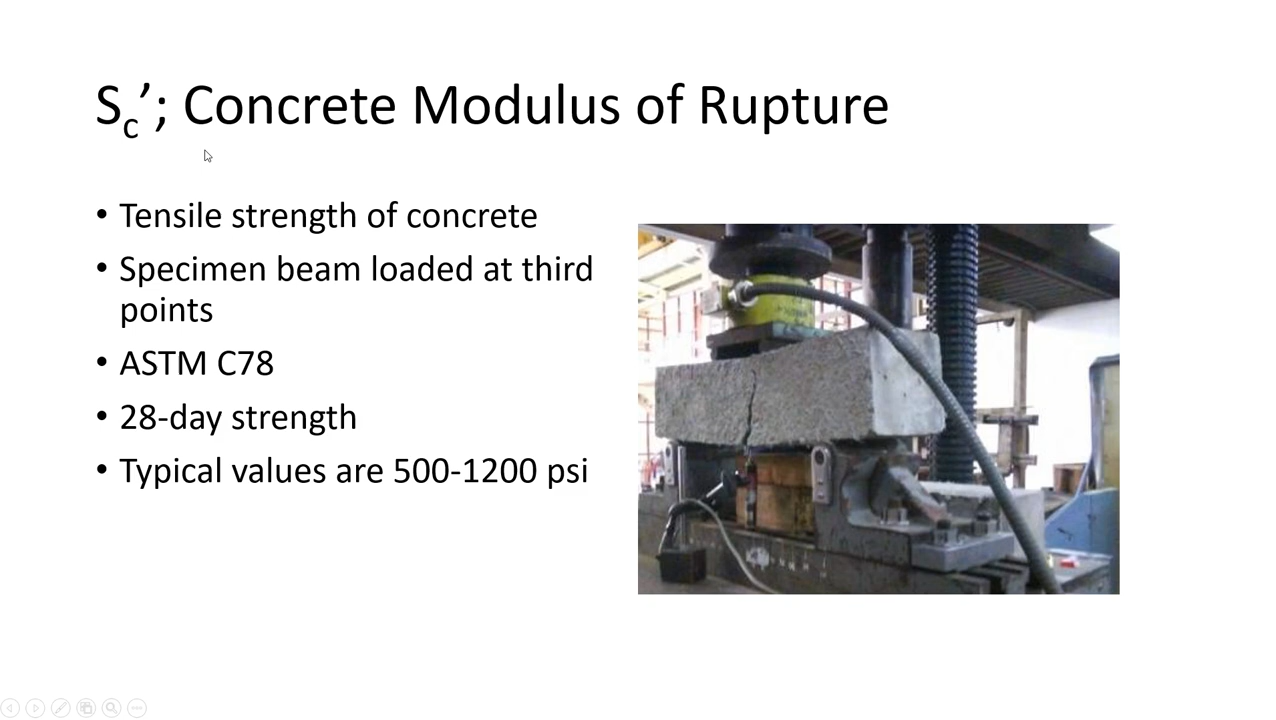 Sc’; Concrete Modulus of Rupture
• Tensile strength of concrete
• Specimen beam loaded at third
points
• ASTM C78
• 28-day strength
• Typical values are 500-1200 psi